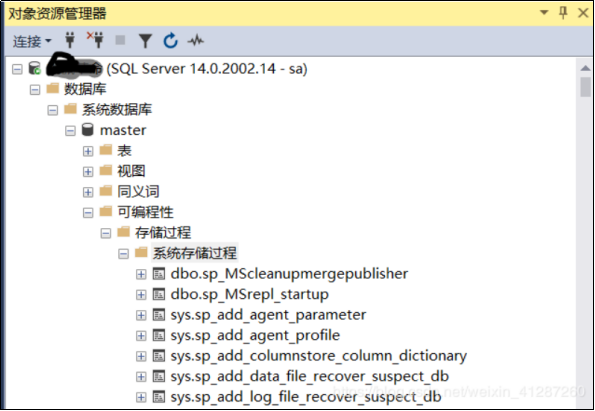 对象资源管理器
连接
(SQL Server 14.0.2002.14 - sa)
数据库
系统数据库
master
表
视图
同义词
可编程性
存储过程
系统存储过程
dbo.sp_MScleanupmergepublisher
dbo.sp_MSrepl_startup
sys.sp_add_agent_parameter
sys.sp_add_agent_profile
sys.sp_add_columnstore_column_dictionary
sys.sp_add_data_file_recover_suspect_db
sys.sp_add_log_file_recover_suspect_db
https://blog.csdn.net/weixin_41287260